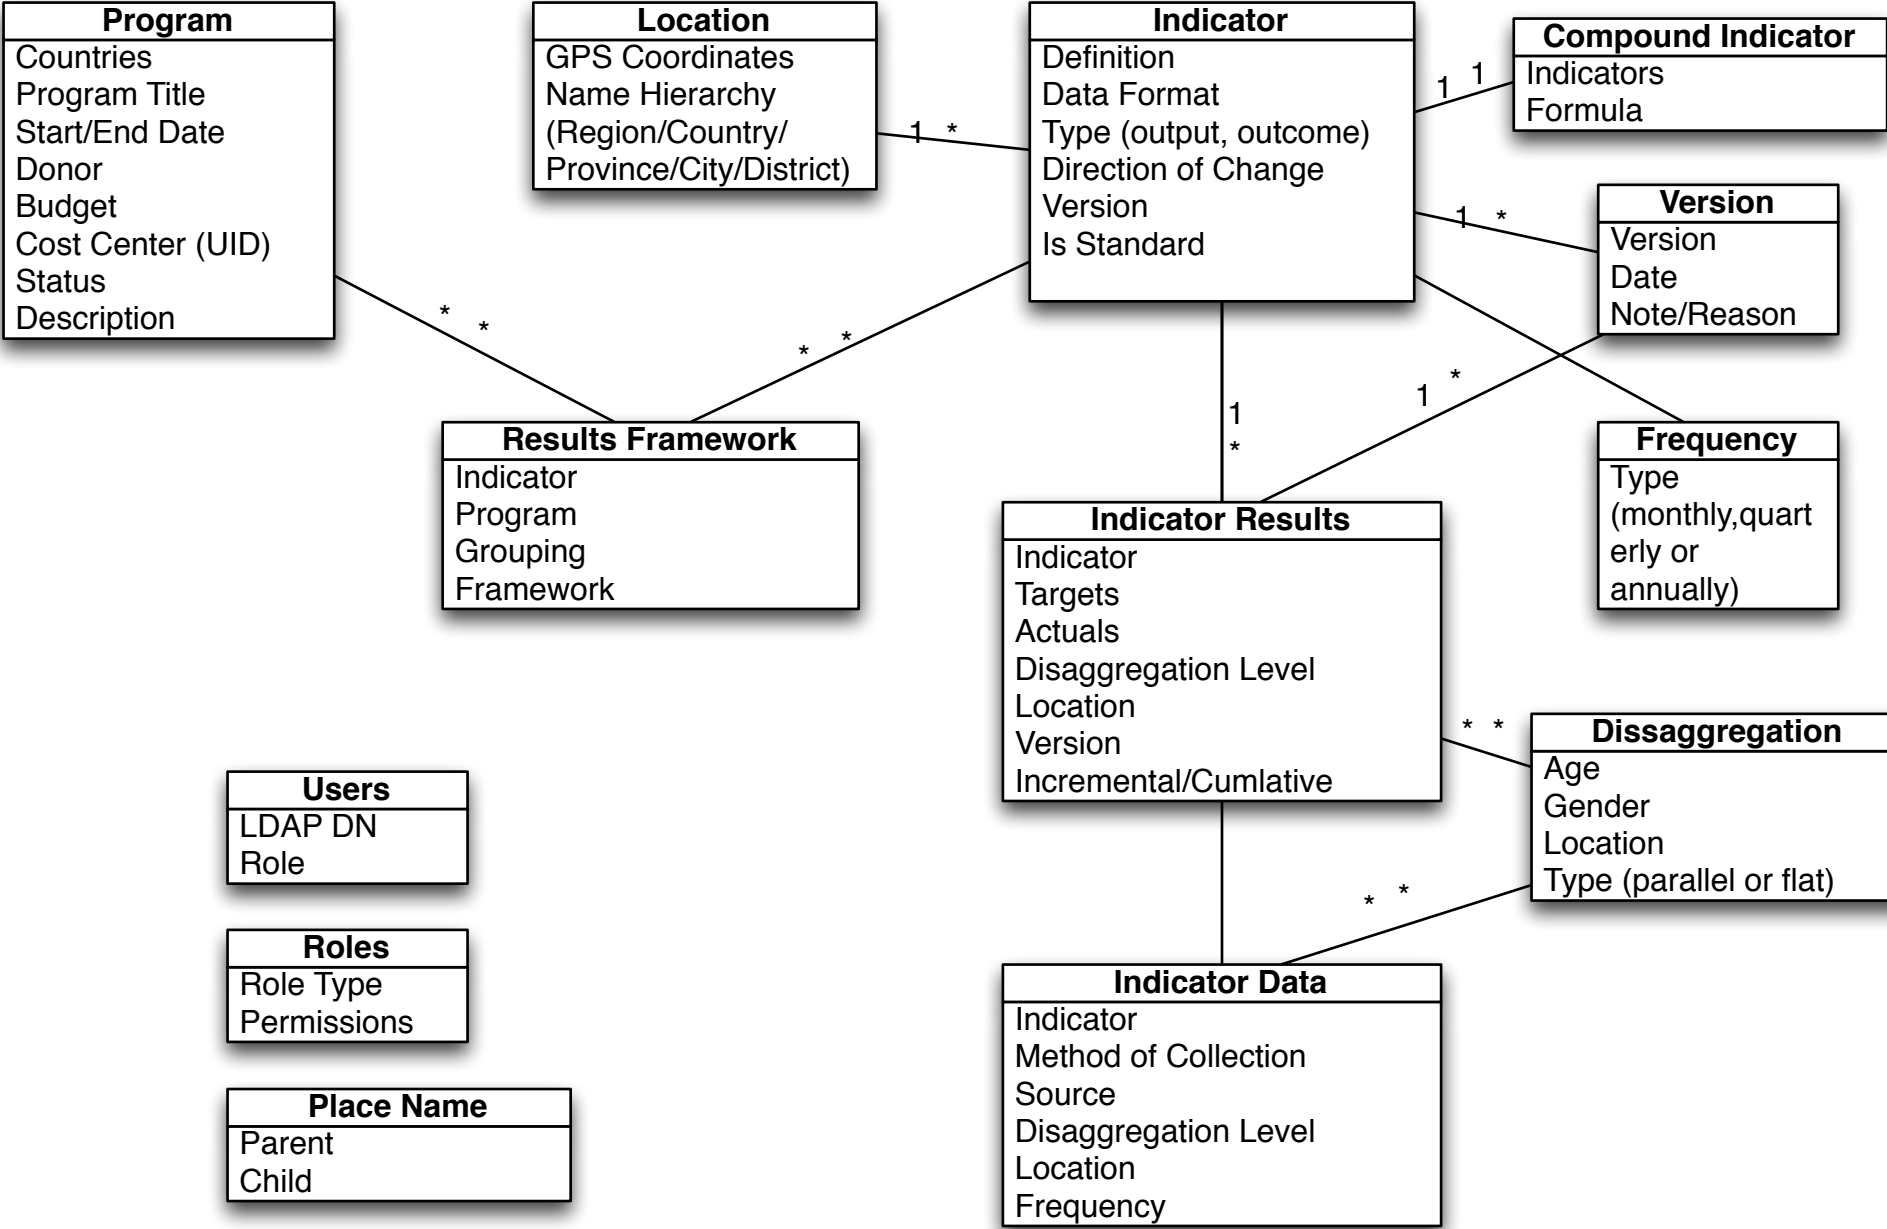 Program
Countries
Program Title
Start/End Date
Donor
Budget
Cost Center (UID)
Status
Description
Location
GPS Coordinates
Name Hierarchy
(Region/Country/
Province/City/District)
1 *
Indicator
Definition
Data Format
Type (output, outcome)
Direction of Change
Version
Is Standard
1 1
Compound Indicator
Indicators
Formula
1 *
Version
Version
Date
Note/Reason
* *
* *
1 *
1
*
Results Framework
Indicator
Program
Grouping
Framework
Frequency
Type
(monthly,quart
erly or
annually)
Indicator Results
Indicator
Targets
Actuals
Disaggregation Level
Location
Version
Incremental/Cumlative
* *
Dissaggregation
Age
Gender
Location
Type (parallel or flat)
* *
Users
LDAP DN
Role
Roles
Role Type
Permissions
Place Name
Parent
Child
Indicator Data
Indicator
Method of Collection
Source
Disaggregation Level
Location
Frequency